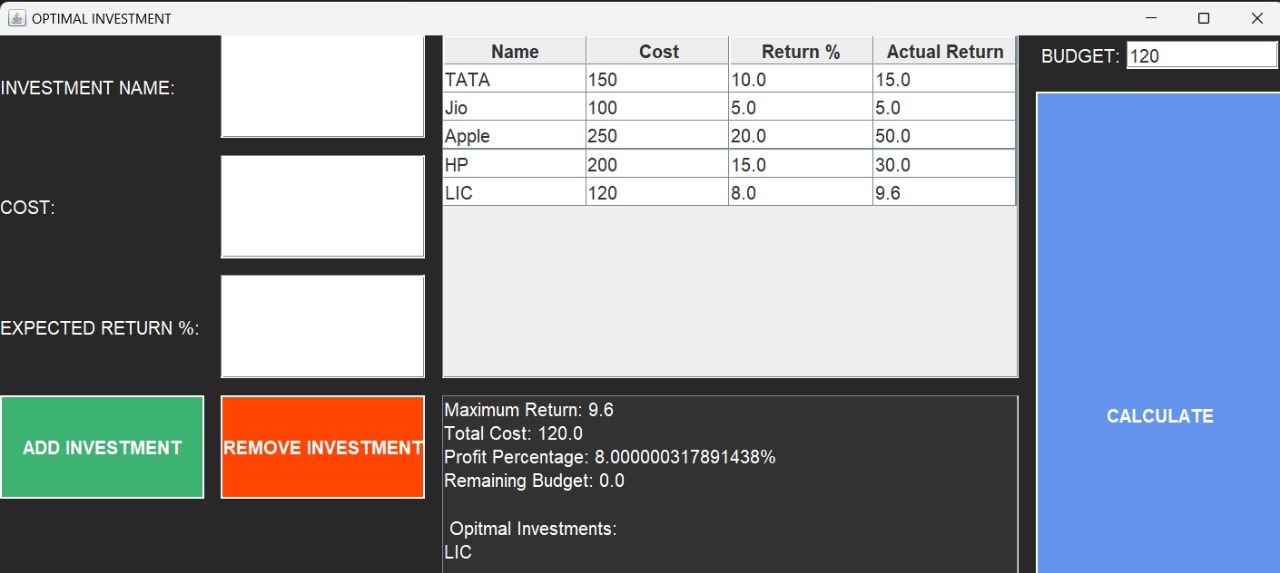 OPTIMAL INVESTMENT
INVESTMENT NAME:
COST:
EXPECTED RETURN %:
ADD INVESTMENT
REMOVE INVESTMENT
Name Cost Return % Actual Return
TATA 150 10.0 15.0
Jio 100 5.0 5.0
Apple 250 20.0 50.0
HP 200 15.0 30.0
LIC 120 8.0 9.6
Maximum Return: 9.6
Total Cost: 120.0
Profit Percentage: 8.000000317891438%
Remaining Budget: 0.0
Opitmal Investments:
LIC
BUDGET: 120
CALCULATE